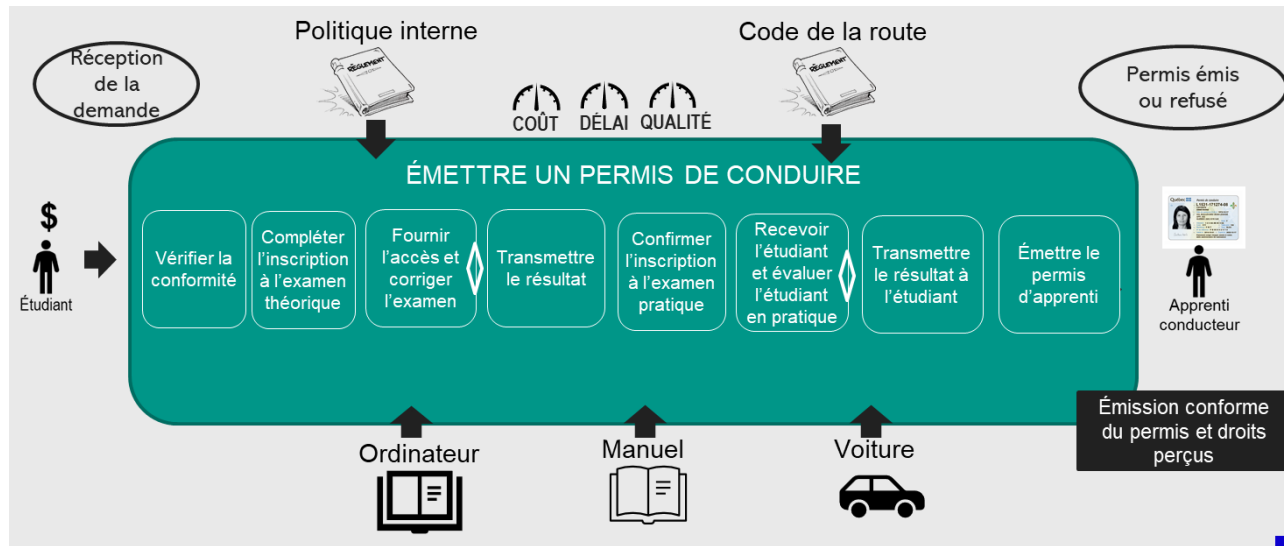 Politique interne
Code de la route
Réception
de la
demande
RÈGLEMENT
RÈGLEMENT
Permis émis
ou refusé
COÛT DÉLAI QUALITÉ
ÉMETTRE UN PERMIS DE CONDUIRE
$
Étudiant
Vérifier la
conformité
Compléter
l'inscription
à l'examen
théorique
Fournir
l'accès et
corriger
l'examen
Transmettre
le résultat
Confirmer
l'inscription
à l'examen
pratique
Recevoir
l'étudiant
et évaluer
l'étudiant
en pratique
Transmettre
le résultat à
l'étudiant
Émettre le
permis
d'apprenti
Québec
Apprenti
conducteur
Émission conforme
du permis et droits
perçus
Ordinateur
Manuel
Voiture